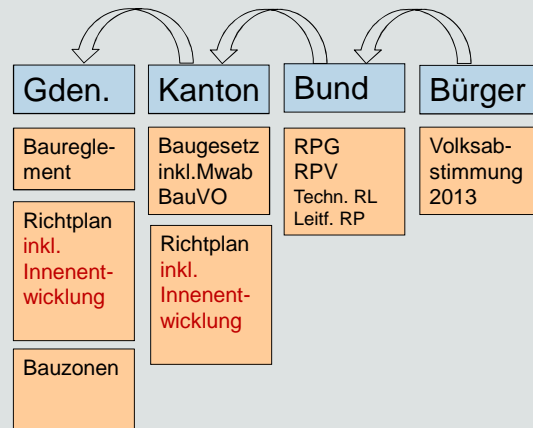 Gden.
Kanton
Bund
Bürger
Bauregle-
ment
Richtplan
inkl.
Innenent-
wicklung
Bauzonen
Baugesetz
inkl.Mwab
BauVO
Richtplan
inkl.
Innenent-
wicklung
RPG
RPV
Techn. RL
Leitf. RP
Volksab-
stimmung
2013